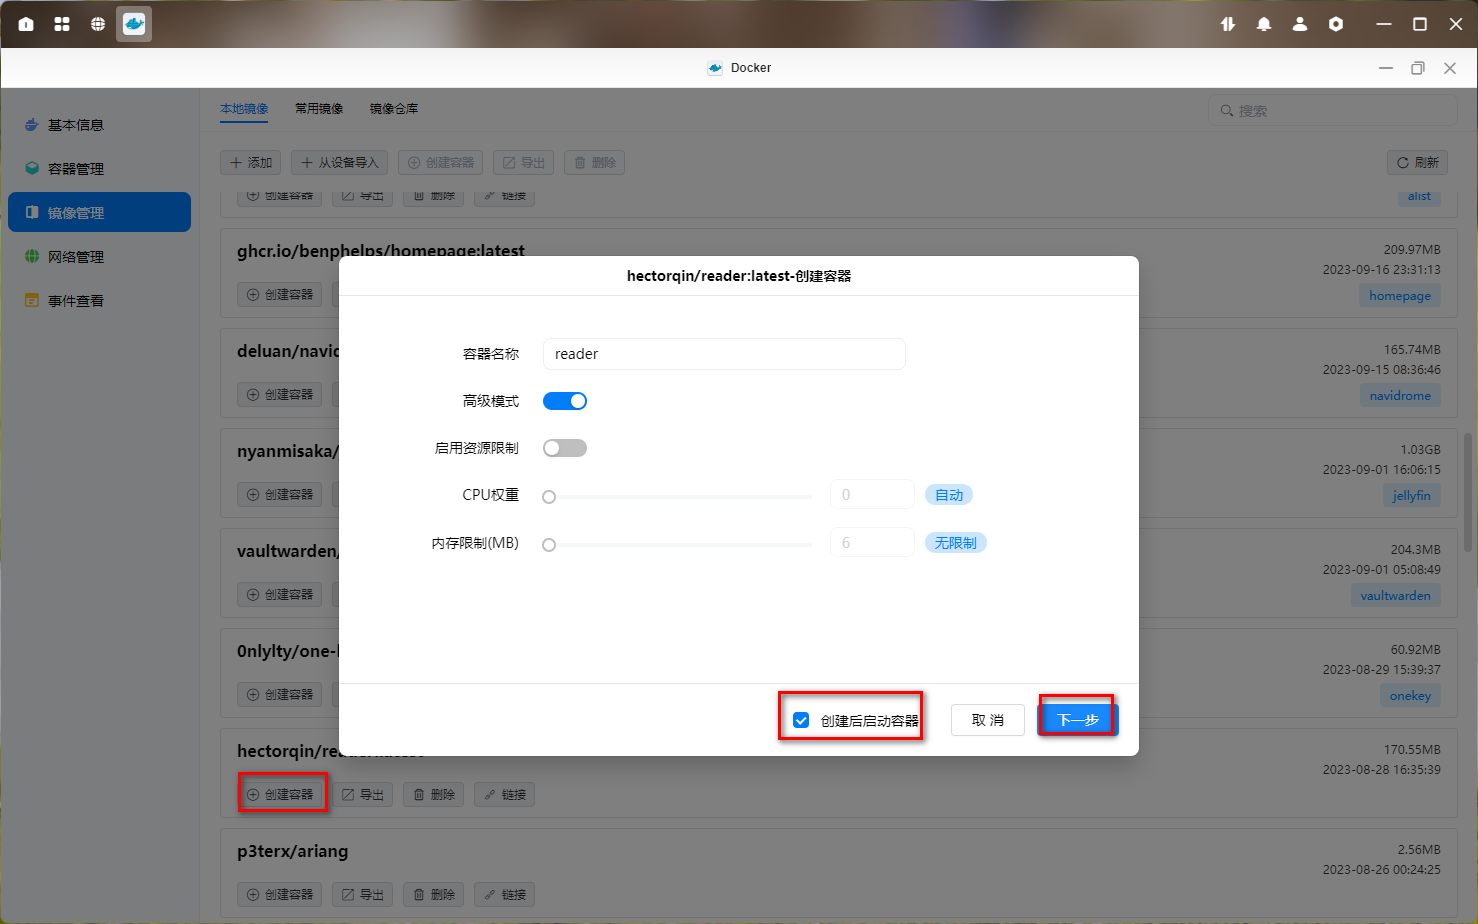 Docker
基本信息
容器管理
镜像管理
网络管理
事件查看
本地镜像 常用镜像 镜像仓库
搜索
添加 从设备导入 创建容器 导出 删除
刷新
创建容器 导出 删除 链接
alist
ghcr.io/benphelps/homepage:latest
209.97MB
2023-09-16 23:31:13
创建容器
homepage
hectorqin/reader:latest-创建容器
容器名称 reader
高级模式
启用资源限制
CPU权重 0 自动
内存限制(MB) 6 无限制
创建后启动容器 取 消 下一步
165.74MB
2023-09-15 08:36:46
创建容器
navidrome
nyanmisaka/
1.03GB
2023-09-01 16:06:15
创建容器
jellyfin
vaultwarden/
204.3MB
2023-09-01 05:08:49
创建容器
vaultwarden
60.92MB
2023-08-29 15:39:37
创建容器
onekey
hectorqin/reader:latest
170.55MB
2023-08-28 16:35:39
创建容器 导出 删除 链接
p3terx/ariang
2.56MB
2023-08-26 00:24:25
创建容器 导出 删除 链接